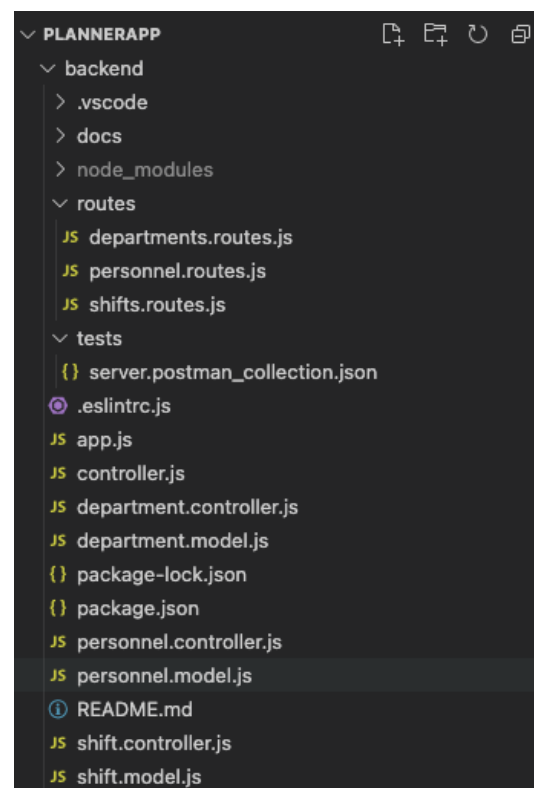 PLANNERAPP
backend
.vscode
docs
node_modules
routes
JS departments.routes.js
JS personnel.routes.js
JS shifts.routes.js
tests
{} server.postman_collection.json
.eslintrc.js
JS app.js
JS controller.js
JS department.controller.js
JS department.model.js
{} package-lock.json
{} package.json
JS personnel.controller.js
JS personnel.model.js
README.md
JS shift.controller.js
JS shift.model.js